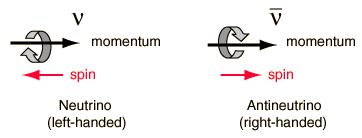 ν
momentum
spin
Neutrino
(left-handed)
ν̅
momentum
spin
Antineutrino
(right-handed)